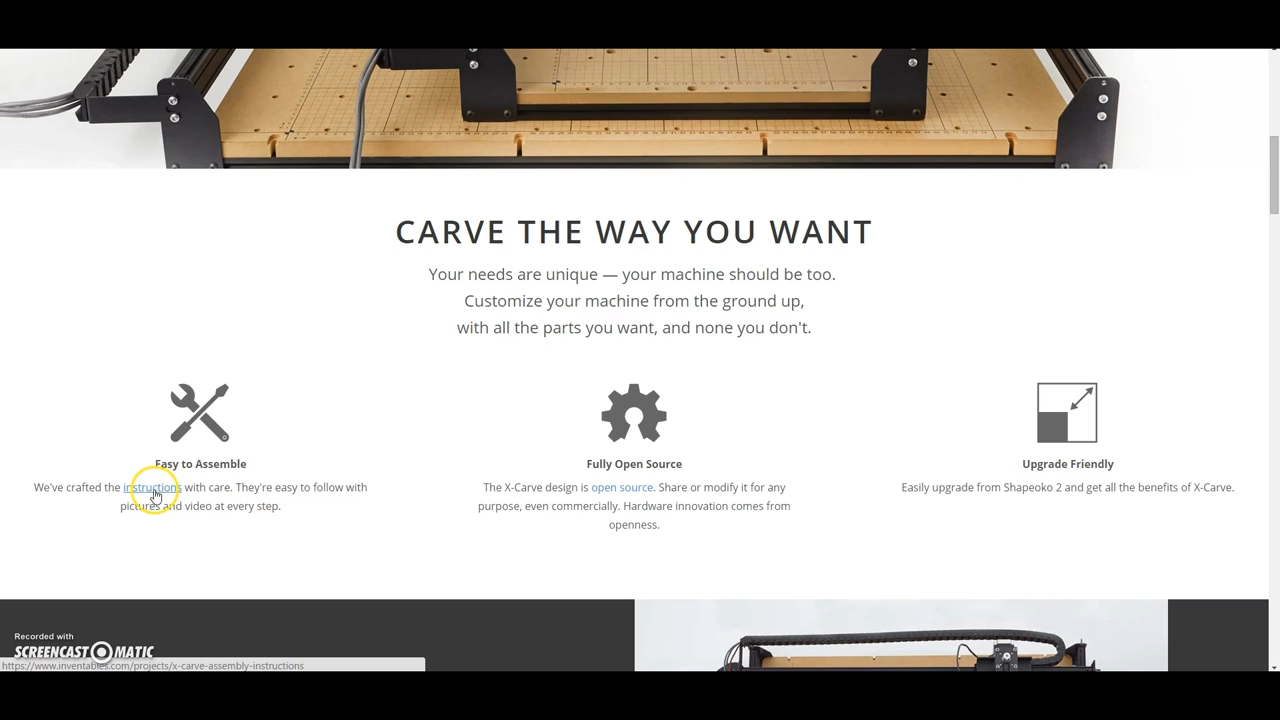 CARVE THE WAY YOU WANT
Your needs are unique — your machine should be too.
Customize your machine from the ground up,
with all the parts you want, and none you don't.
Easy to Assemble
We've crafted the instructions with care. They're easy to follow with
pictures and video at every step.
Fully Open Source
The X-Carve design is open source. Share or modify it for any
purpose, even commercially. Hardware innovation comes from
openness.
Upgrade Friendly
Easily upgrade from Shapeoko 2 and get all the benefits of X-Carve.
Recorded with
SCREENCAST-O-MATIC
https://www.inventables.com/projects/x-carve-assembly-instructions